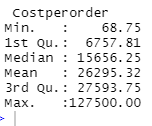 Costperorder
Min.   :    68.75
1st Qu.:  6757.81
Median : 15656.25
Mean   : 26295.32
3rd Qu.: 27593.75
Max.   :127500.00
>